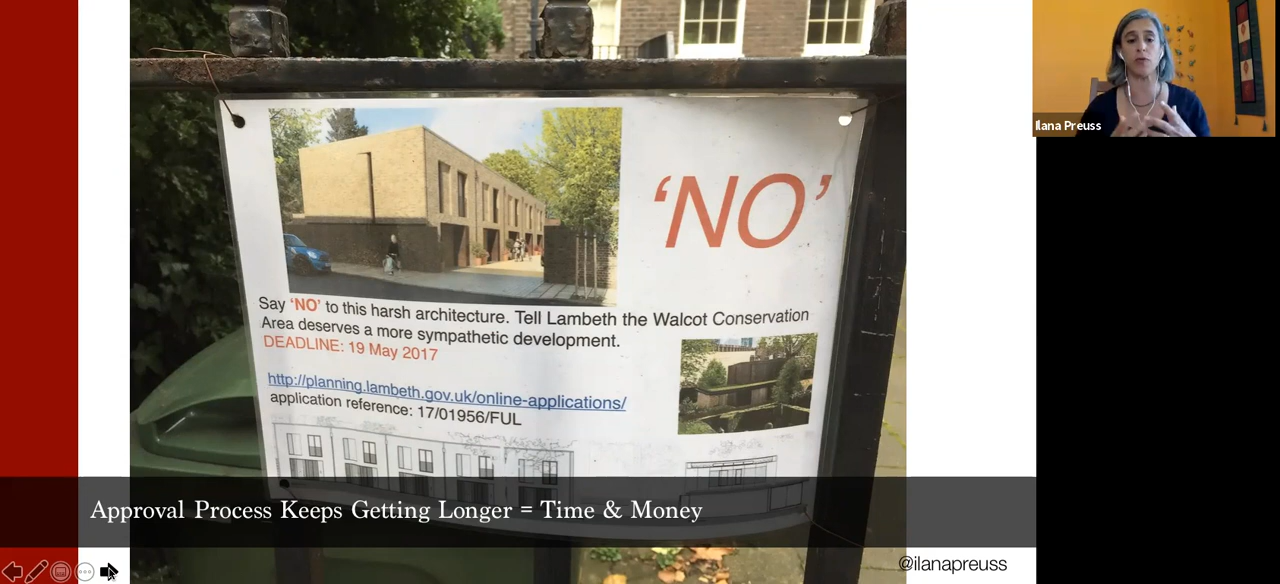 Ilana Preuss
'NO'
Say 'NO' to this harsh architecture. Tell Lambeth the Walcot Conservation
Area deserves a more sympathetic development.
DEADLINE: 19 May 2017
http://planning.lambeth.gov.uk/online-applications/
application reference: 17/01956/FUL
Approval Process Keeps Getting Longer = Time & Money
@ilanapreuss